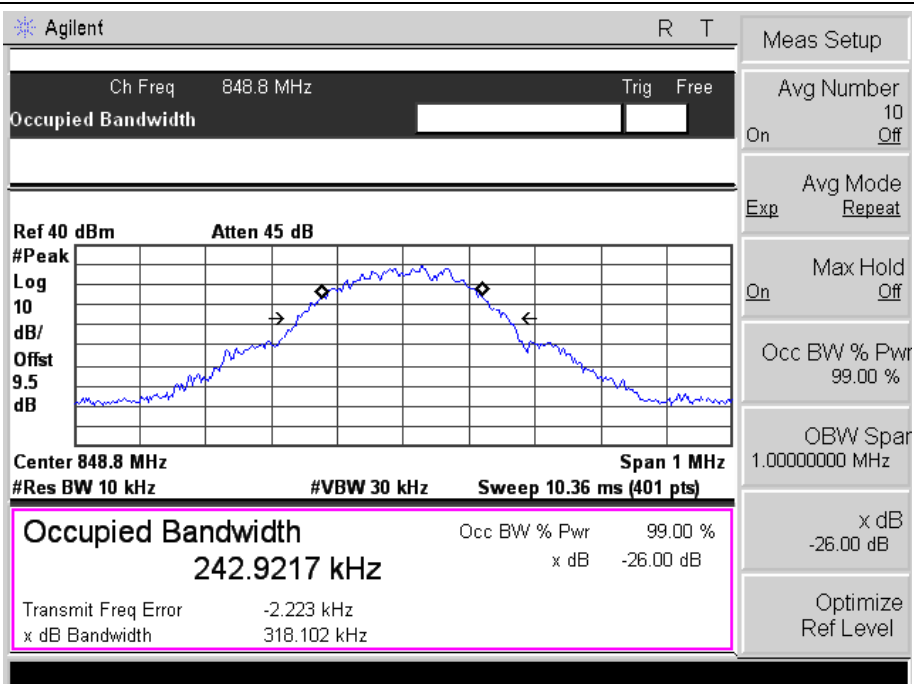 Agilent R T
Ch Freq 848.8 MHz Trig Free
Occupied Bandwidth
Ref 40 dBm Atten 45 dB
#Peak
Log
10
dB/
Offst
9.5
dB
Center 848.8 MHz Span 1 MHz
#Res BW 10 kHz #VBW 30 kHz Sweep 10.36 ms (401 pts)
Occupied Bandwidth
242.9217 kHz
Occ BW % Pwr 99.00 %
x dB -26.00 dB
Transmit Freq Error -2.223 kHz
x dB Bandwidth 318.102 kHz
Meas Setup
Avg Number
10
On Off
Avg Mode
Exp Repeat
Max Hold
On Off
Occ BW % Pwr
99.00 %
OBW Span
1.00000000 MHz
x dB
-26.00 dB
Optimize
Ref Level